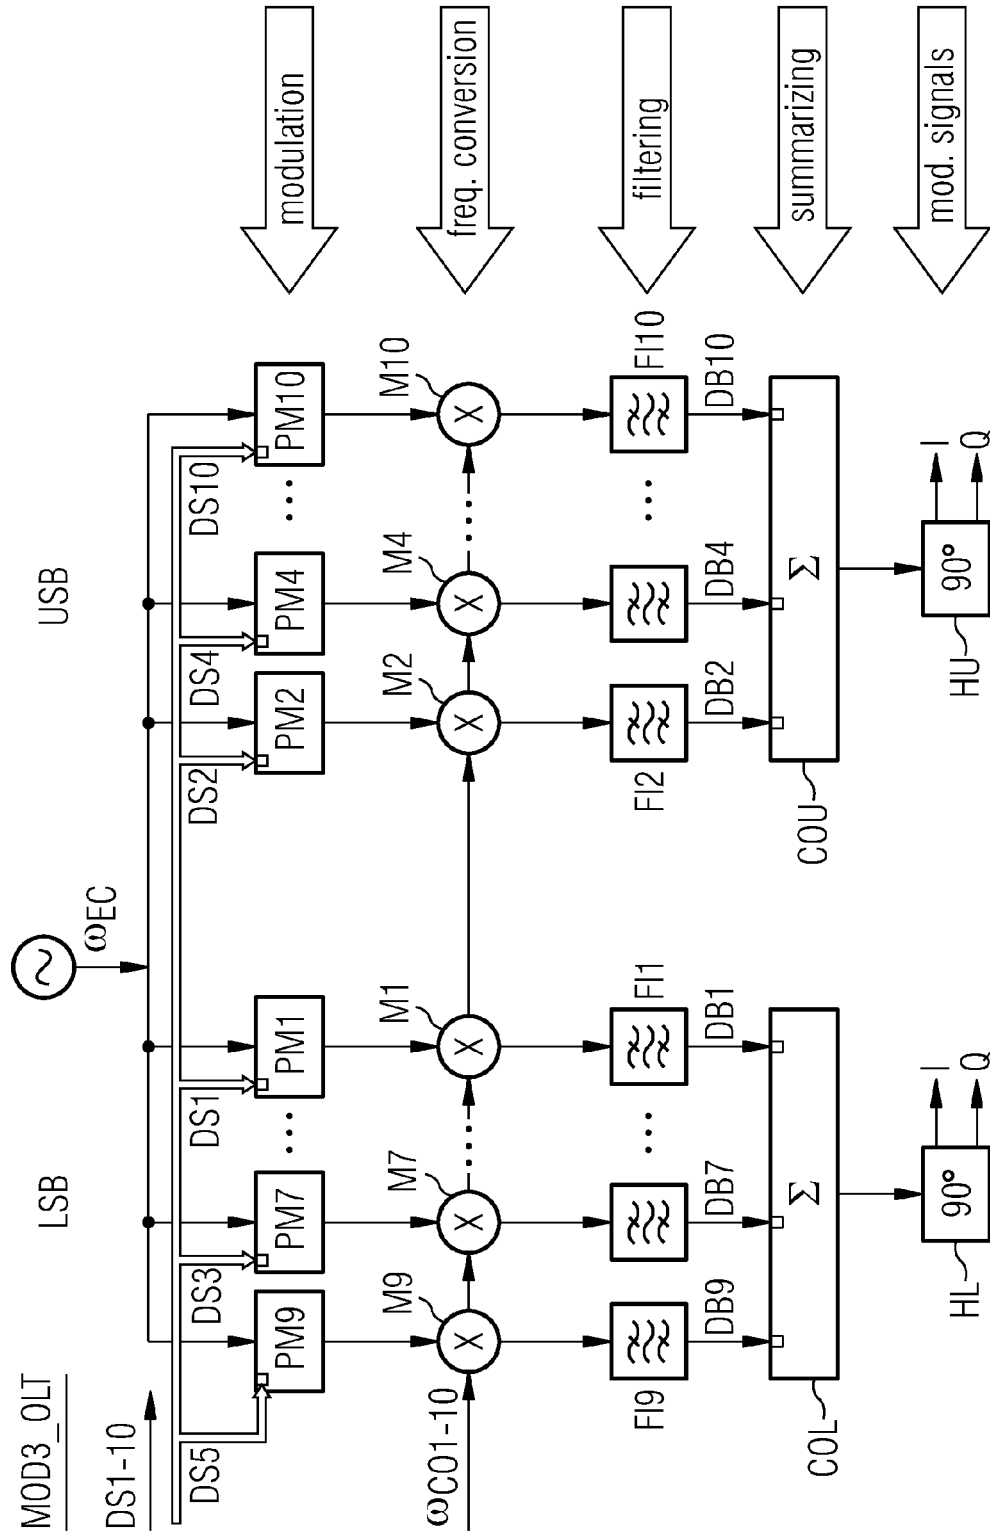 MOD3_OLT
LSB
USB
ωEC
DS1-10
DS5
DS3
DS1
DS2
DS4
DS10
PM9
PM7
...
PM1
PM2
PM4
...
PM10
modulation
ωCO1-10
M9
M7
M1
M2
M4
M10
X
X
X
X
X
X
freq. conversion
FI9
...
FI1
FI2
...
FI10
filtering
DB9
DB7
DB1
DB2
DB4
DB10
COL
Σ
COU
Σ
summarizing
HL
90°
I
Q
HU
90°
I
Q
mod. signals